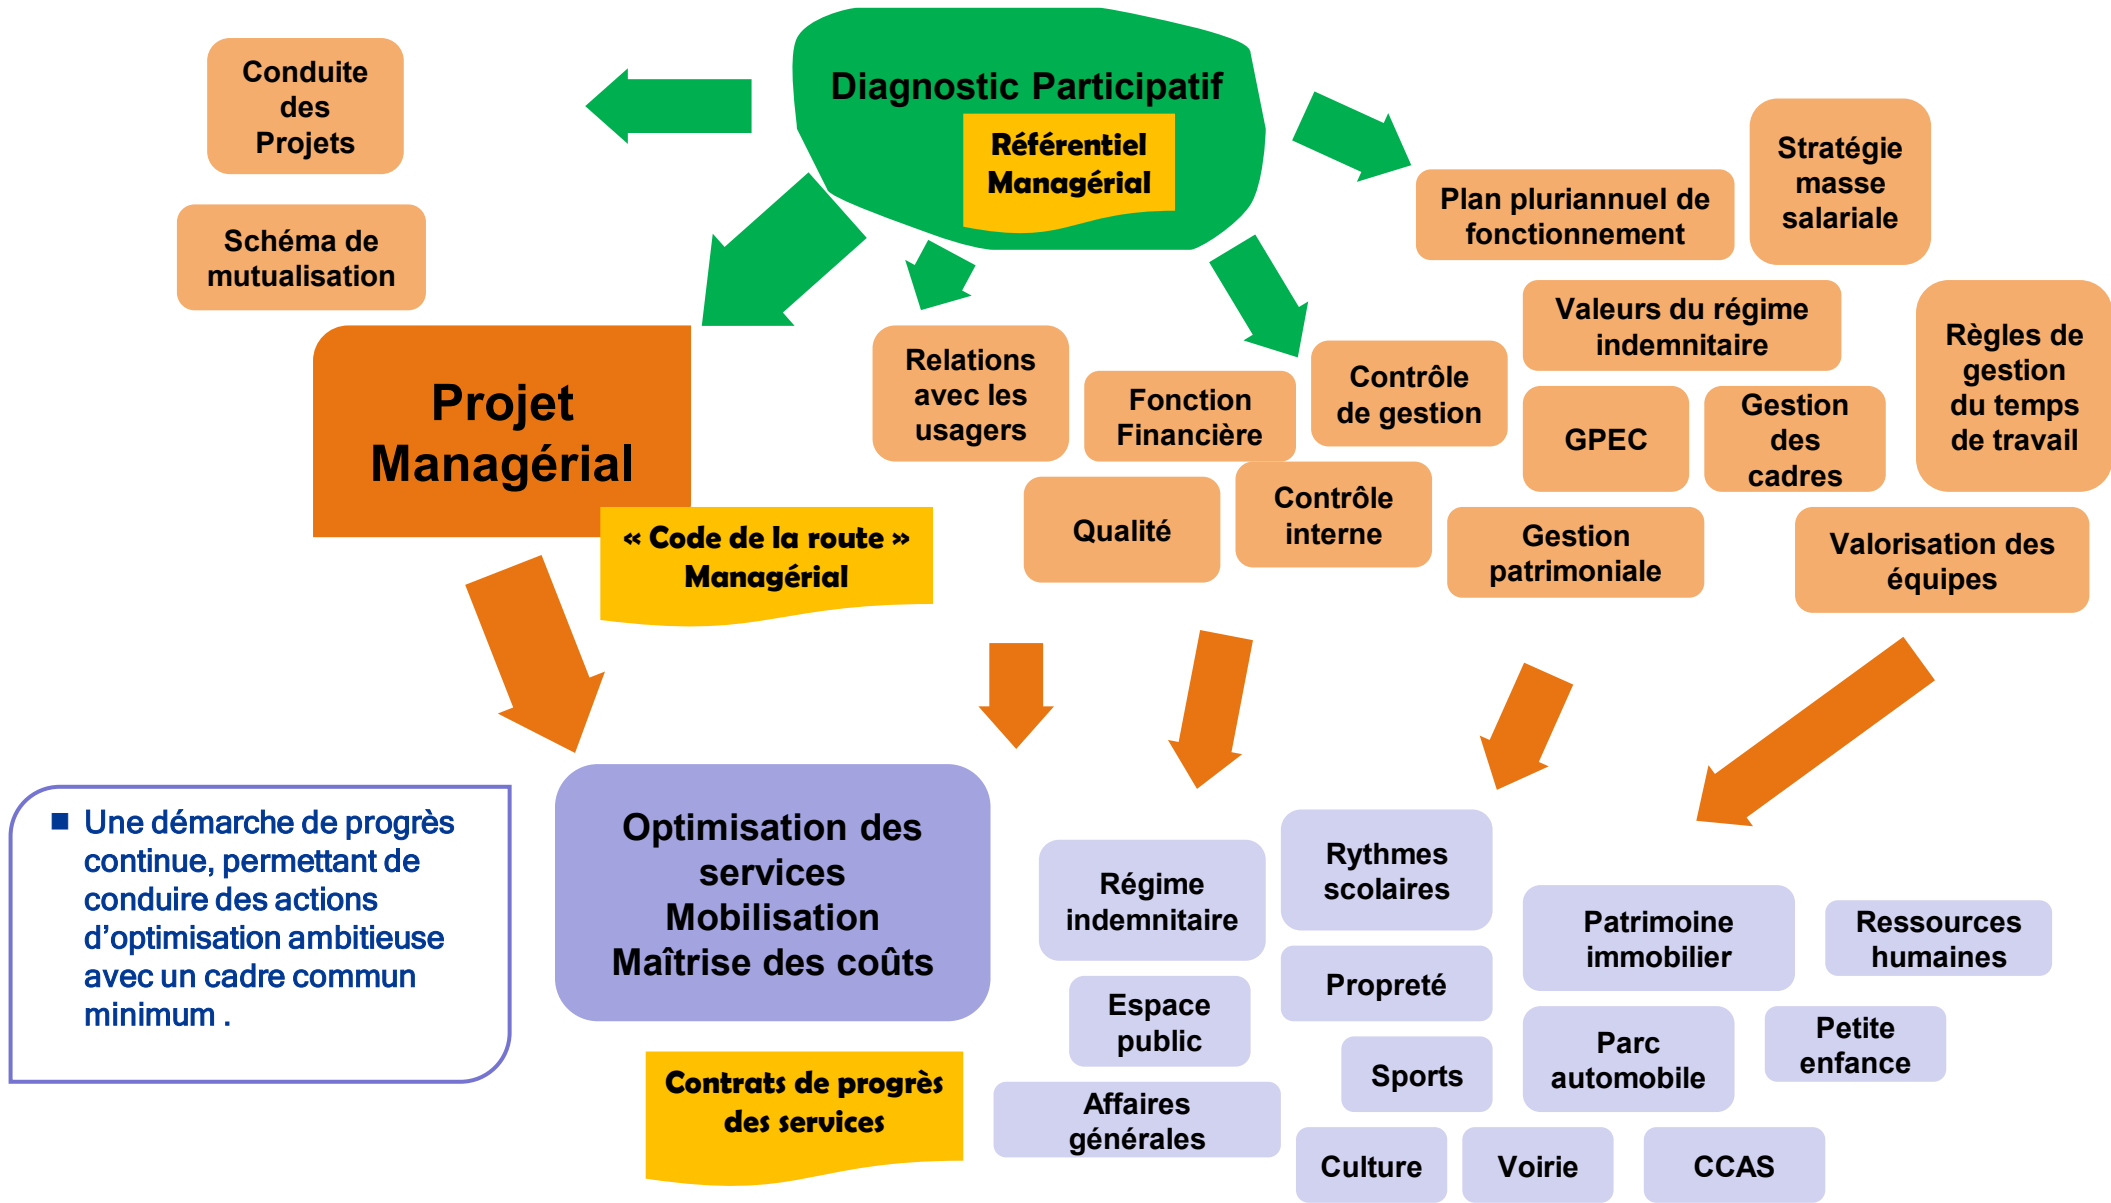 Conduite
des
Projets
Schéma de
mutualisation
Diagnostic Participatif
Référentiel
Managérial
Plan pluriannuel de
fonctionnement
Stratégie
masse
salariale
Valeurs du régime
indemnitaire
Règles de
gestion
du temps
de travail
Projet
Managérial
« Code de la route »
Managérial
Relations
avec les
usagers
Fonction
Financière
Contrôle
de gestion
GPEC
Gestion
des
cadres
Qualité
Contrôle
interne
Gestion
patrimoniale
Valorisation des
équipes
Une démarche de progrès
continue, permettant de
conduire des actions
d’optimisation ambitieuse
avec un cadre commun
minimum .
Optimisation des
services
Mobilisation
Maîtrise des coûts
Contrats de progrès
des services
Régime
indemnitaire
Rythmes
scolaires
Patrimoine
immobilier
Ressources
humaines
Espace
public
Propreté
Sports
Parc
automobile
Petite
enfance
Affaires
générales
Culture
Voirie
CCAS